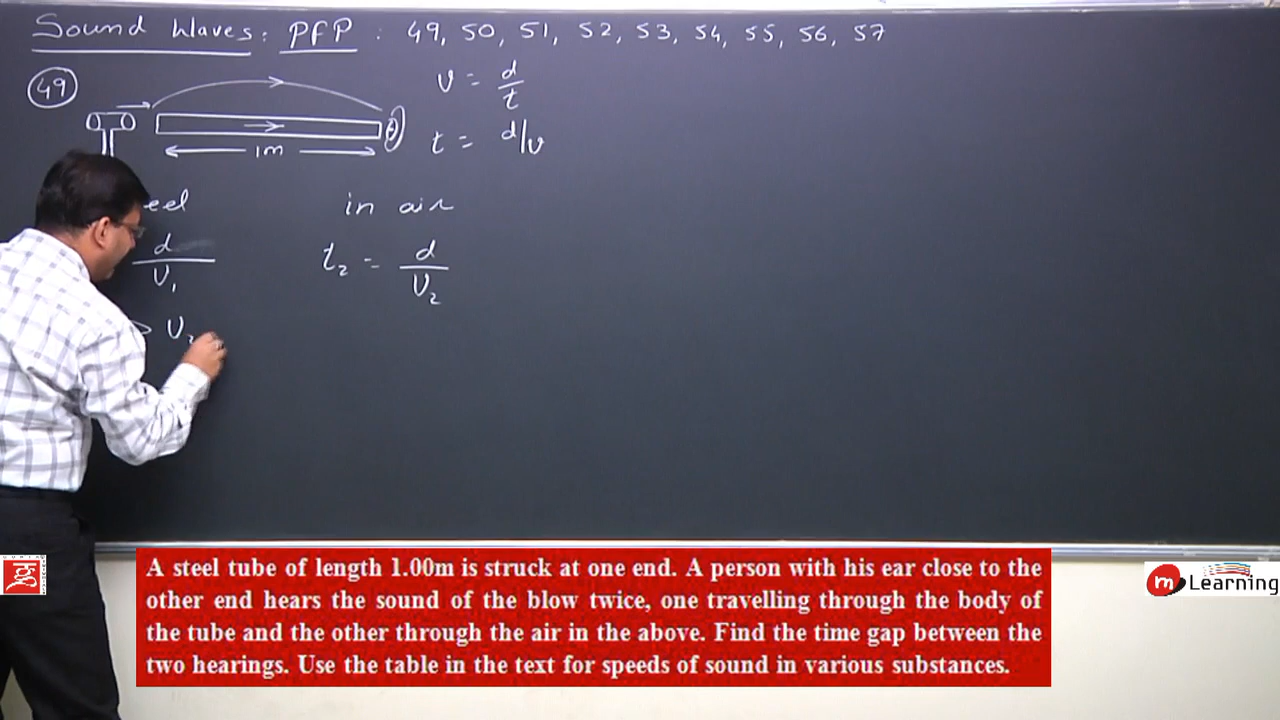 Sound Waves: PFP : 49, 50, 51, 52, 53, 54, 55, 56, 57
49
v = d/t
t = d/v
1m
in air
d/V₁
t₂ = d/V₂
> V₂
A steel tube of length 1.00m is struck at one end. A person with his ear close to the
other end hears the sound of the blow twice, one travelling through the body of
the tube and the other through the air in the above. Find the time gap between the
two hearings. Use the table in the text for speeds of sound in various substances.
m Learning